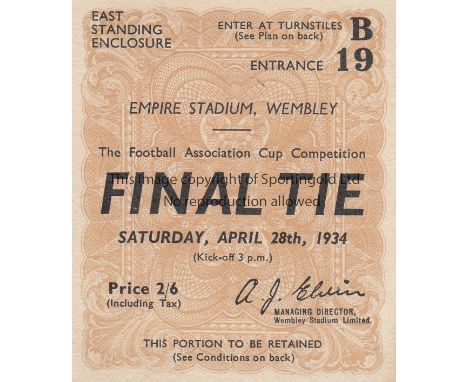 EAST
STANDING
ENCLOSURE
ENTER AT TURNSTILES
(See Plan on back)
B
ENTRANCE 19
EMPIRE STADIUM, WEMBLEY
The Football Association Cup Competition
This image copyright of Sportingold Ltd
FINAL TIE
No reproduction allowed
SATURDAY, APRIL 28th, 1934
(Kick-off 3 p.m.)
Price 2/6
(Including Tax)
A. J. Elvin
MANAGING DIRECTOR,
Wembley Stadium Limited.
THIS PORTION TO BE RETAINED
(See Conditions on back)